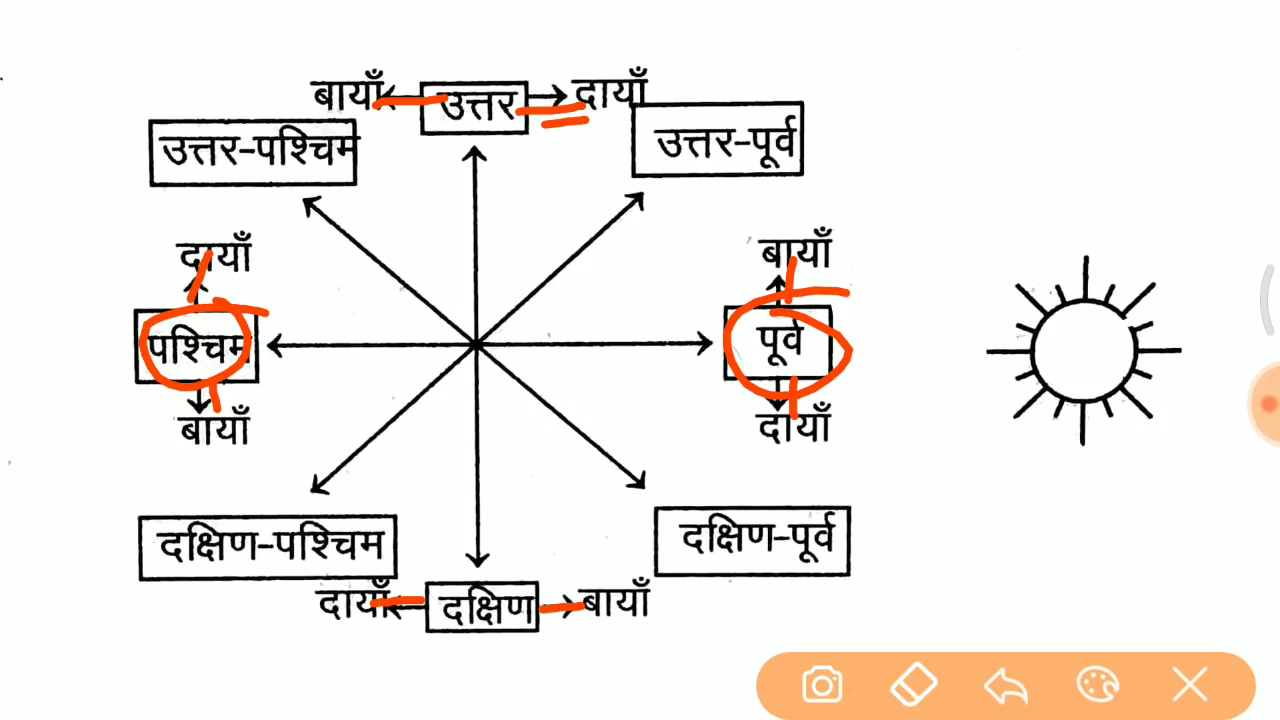 बायाँ उत्तर दायाँ
उत्तर-पश्चिम उत्तर-पूर्व
दायाँ बायाँ
पश्चिम पूर्व
बायाँ दायाँ
दक्षिण-पश्चिम दक्षिण-पूर्व
दायाँ दक्षिण बायाँ